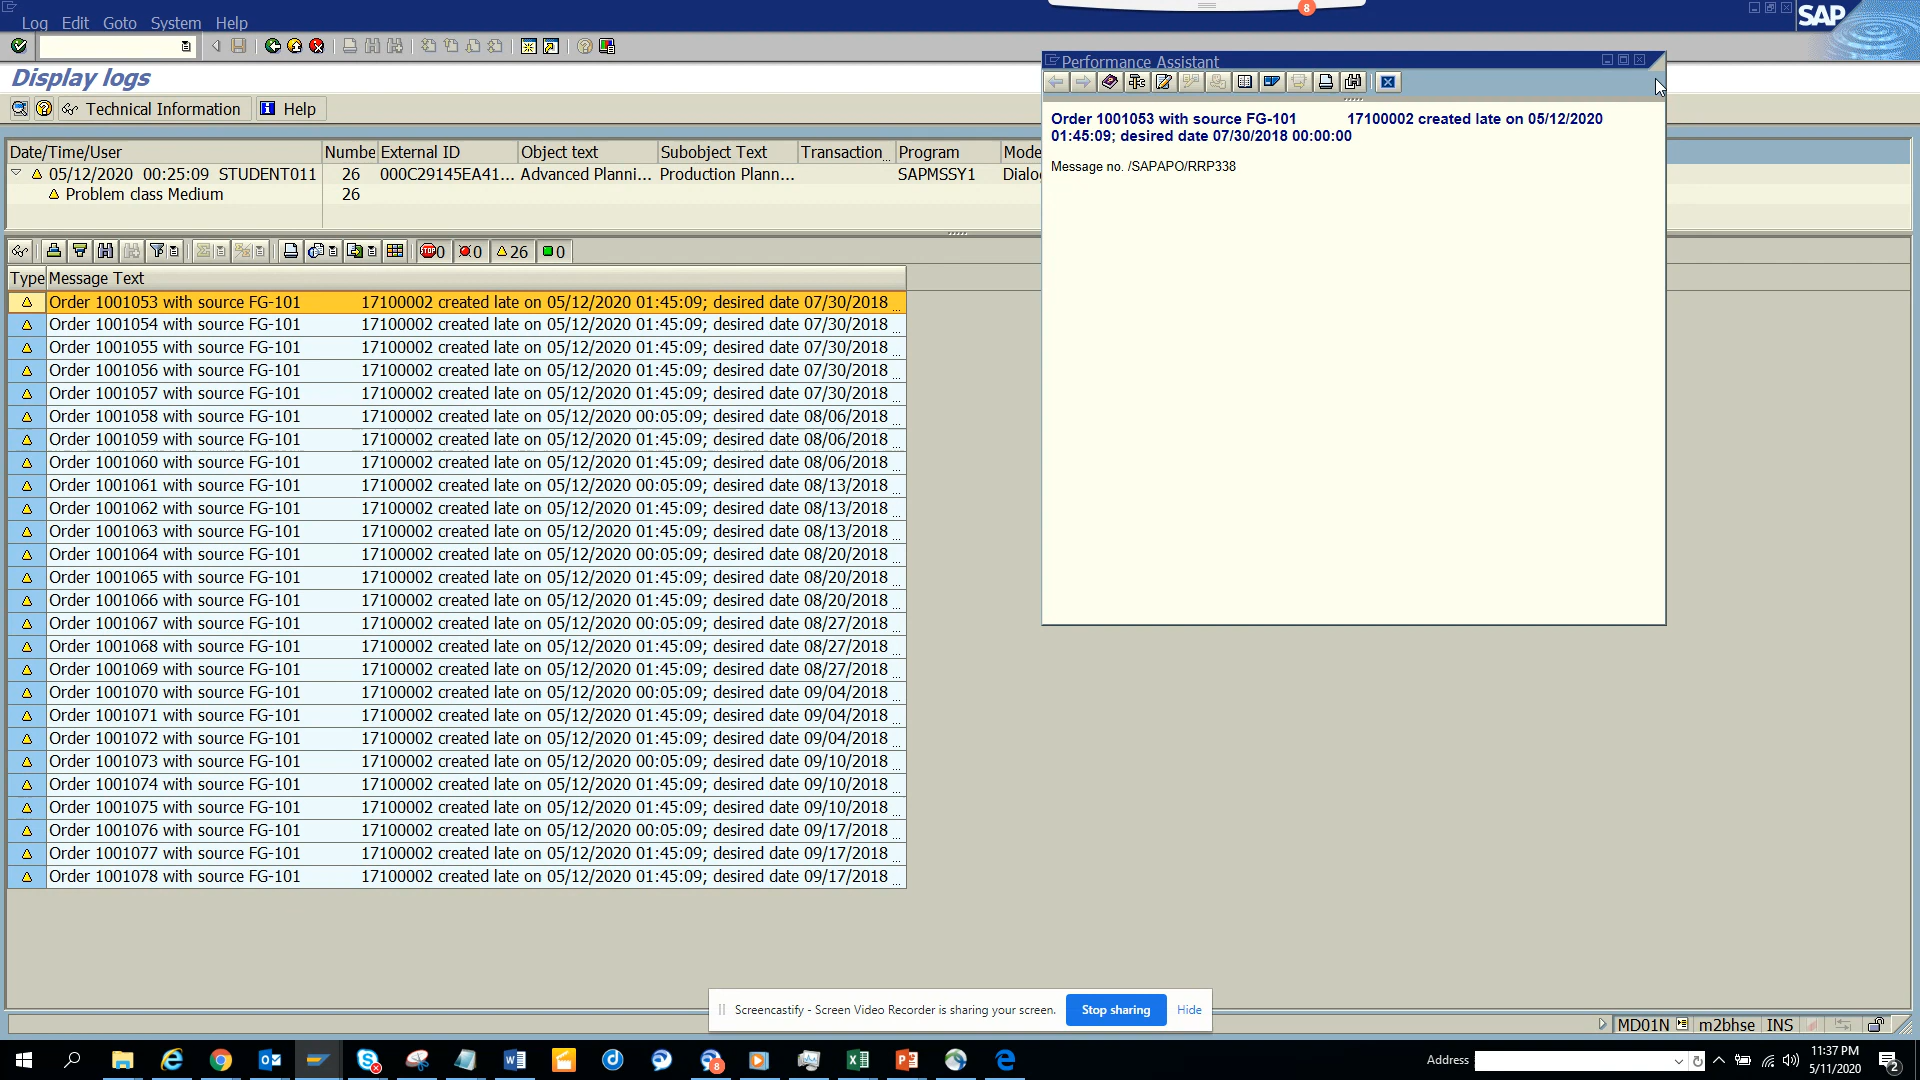 Log Edit Goto System Help
8
SAP
Display logs
Technical Information Help
Performance Assistant
Order 1001053 with source FG-101 17100002 created late on 05/12/2020
01:45:09; desired date 07/30/2018 00:00:00
Message no. /SAPAPO/RRP338
Date/Time/User Numbe External ID Object text Subobject Text Transaction... Program Mode
05/12/2020 00:25:09 STUDENT011 26 000C29145EA41... Advanced Planni... Production Plann... SAPMSSY1 Dialo
Problem class Medium 26
STOP 0 0 26 0
Type Message Text
Order 1001053 with source FG-101 17100002 created late on 05/12/2020 01:45:09; desired date 07/30/2018 ...
Order 1001054 with source FG-101 17100002 created late on 05/12/2020 01:45:09; desired date 07/30/2018 ...
Order 1001055 with source FG-101 17100002 created late on 05/12/2020 01:45:09; desired date 07/30/2018 ...
Order 1001056 with source FG-101 17100002 created late on 05/12/2020 01:45:09; desired date 07/30/2018 ...
Order 1001057 with source FG-101 17100002 created late on 05/12/2020 01:45:09; desired date 07/30/2018 ...
Order 1001058 with source FG-101 17100002 created late on 05/12/2020 00:05:09; desired date 08/06/2018 ...
Order 1001059 with source FG-101 17100002 created late on 05/12/2020 01:45:09; desired date 08/06/2018 ...
Order 1001060 with source FG-101 17100002 created late on 05/12/2020 01:45:09; desired date 08/06/2018 ...
Order 1001061 with source FG-101 17100002 created late on 05/12/2020 00:05:09; desired date 08/13/2018 ...
Order 1001062 with source FG-101 17100002 created late on 05/12/2020 01:45:09; desired date 08/13/2018 ...
Order 1001063 with source FG-101 17100002 created late on 05/12/2020 01:45:09; desired date 08/13/2018 ...
Order 1001064 with source FG-101 17100002 created late on 05/12/2020 00:05:09; desired date 08/20/2018 ...
Order 1001065 with source FG-101 17100002 created late on 05/12/2020 01:45:09; desired date 08/20/2018 ...
Order 1001066 with source FG-101 17100002 created late on 05/12/2020 01:45:09; desired date 08/20/2018 ...
Order 1001067 with source FG-101 17100002 created late on 05/12/2020 00:05:09; desired date 08/27/2018 ...
Order 1001068 with source FG-101 17100002 created late on 05/12/2020 01:45:09; desired date 08/27/2018 ...
Order 1001069 with source FG-101 17100002 created late on 05/12/2020 01:45:09; desired date 08/27/2018 ...
Order 1001070 with source FG-101 17100002 created late on 05/12/2020 00:05:09; desired date 09/04/2018 ...
Order 1001071 with source FG-101 17100002 created late on 05/12/2020 01:45:09; desired date 09/04/2018 ...
Order 1001072 with source FG-101 17100002 created late on 05/12/2020 01:45:09; desired date 09/04/2018 ...
Order 1001073 with source FG-101 17100002 created late on 05/12/2020 00:05:09; desired date 09/10/2018 ...
Order 1001074 with source FG-101 17100002 created late on 05/12/2020 01:45:09; desired date 09/10/2018 ...
Order 1001075 with source FG-101 17100002 created late on 05/12/2020 01:45:09; desired date 09/10/2018 ...
Order 1001076 with source FG-101 17100002 created late on 05/12/2020 00:05:09; desired date 09/17/2018 ...
Order 1001077 with source FG-101 17100002 created late on 05/12/2020 01:45:09; desired date 09/17/2018 ...
Order 1001078 with source FG-101 17100002 created late on 05/12/2020 01:45:09; desired date 09/17/2018 ...
Screencastify - Screen Video Recorder is sharing your screen. Stop sharing Hide
MD01N m2bhse INS
8
Address
11:37 PM
5/11/2020
2